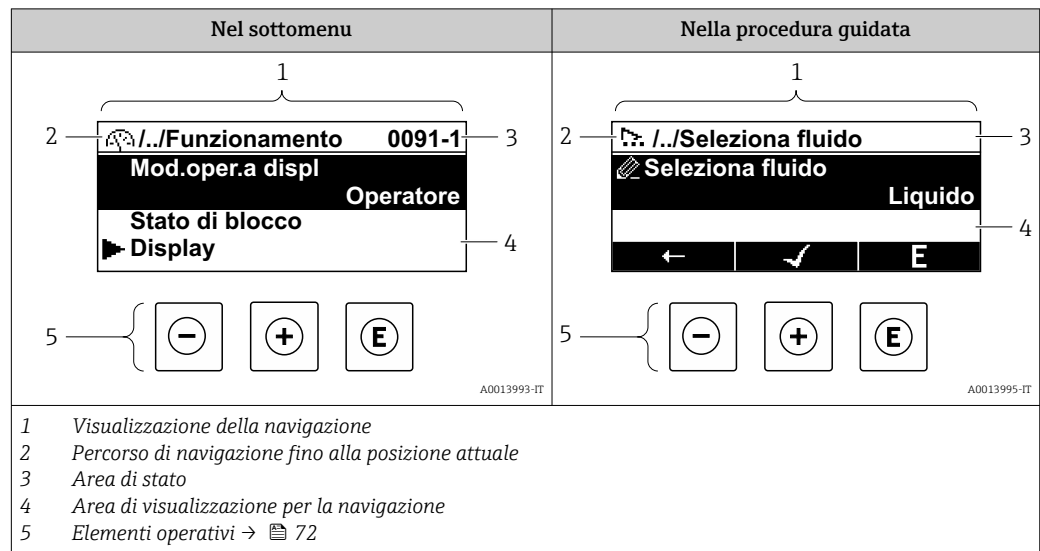 Nel sottomenu
Nella procedura guidata
1
2
/../Funzionamento 0091-1
3
Mod.oper.a displ
Operatore
Stato di blocco
Display
4
5
- + E
A0013993-IT
1
2
/../Seleziona fluido
3
Seleziona fluido
Liquido
4
← ✓ E
5
- + E
A0013995-IT
1 Visualizzazione della navigazione
2 Percorso di navigazione fino alla posizione attuale
3 Area di stato
4 Area di visualizzazione per la navigazione
5 Elementi operativi → 72